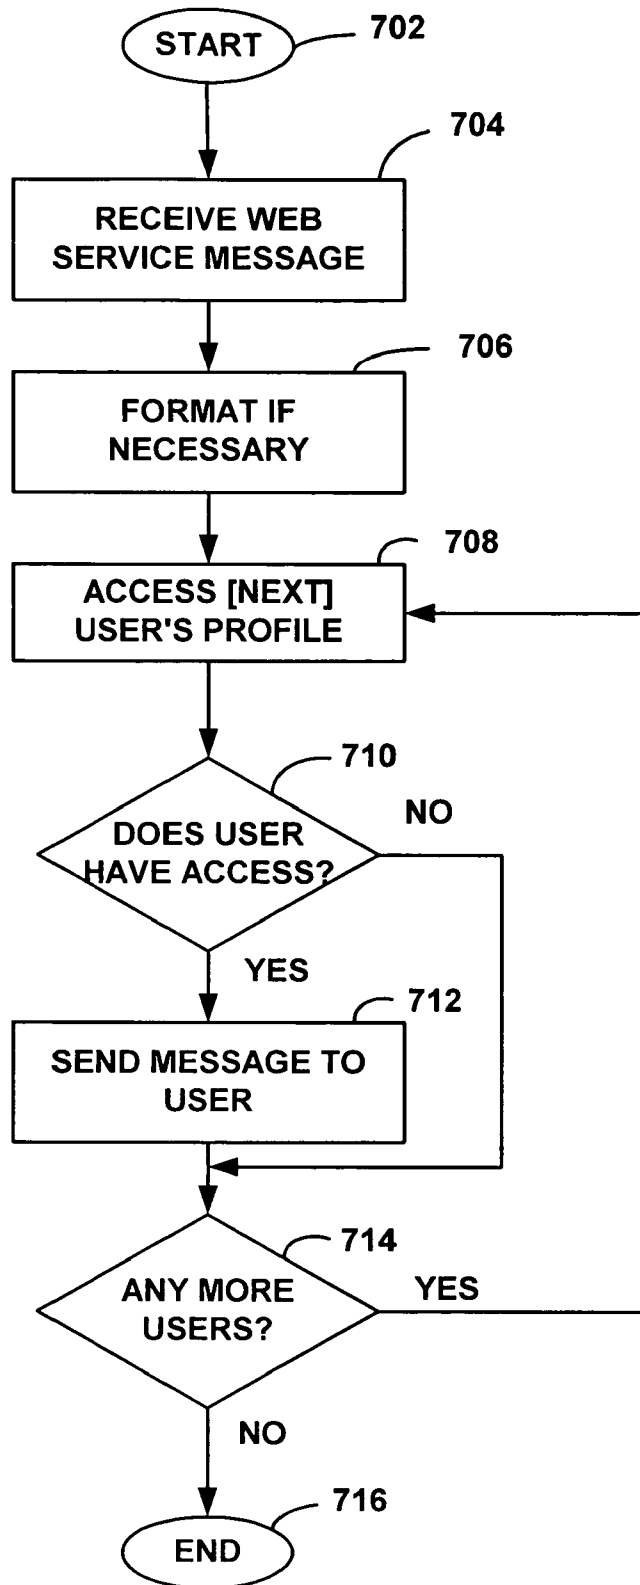 START
702
704
RECEIVE WEB
SERVICE MESSAGE
706
FORMAT IF
NECESSARY
708
ACCESS [NEXT]
USER'S PROFILE
710
NO
DOES USER
HAVE ACCESS?
YES
712
SEND MESSAGE TO
USER
714
ANY MORE
USERS?
YES
NO
716
END